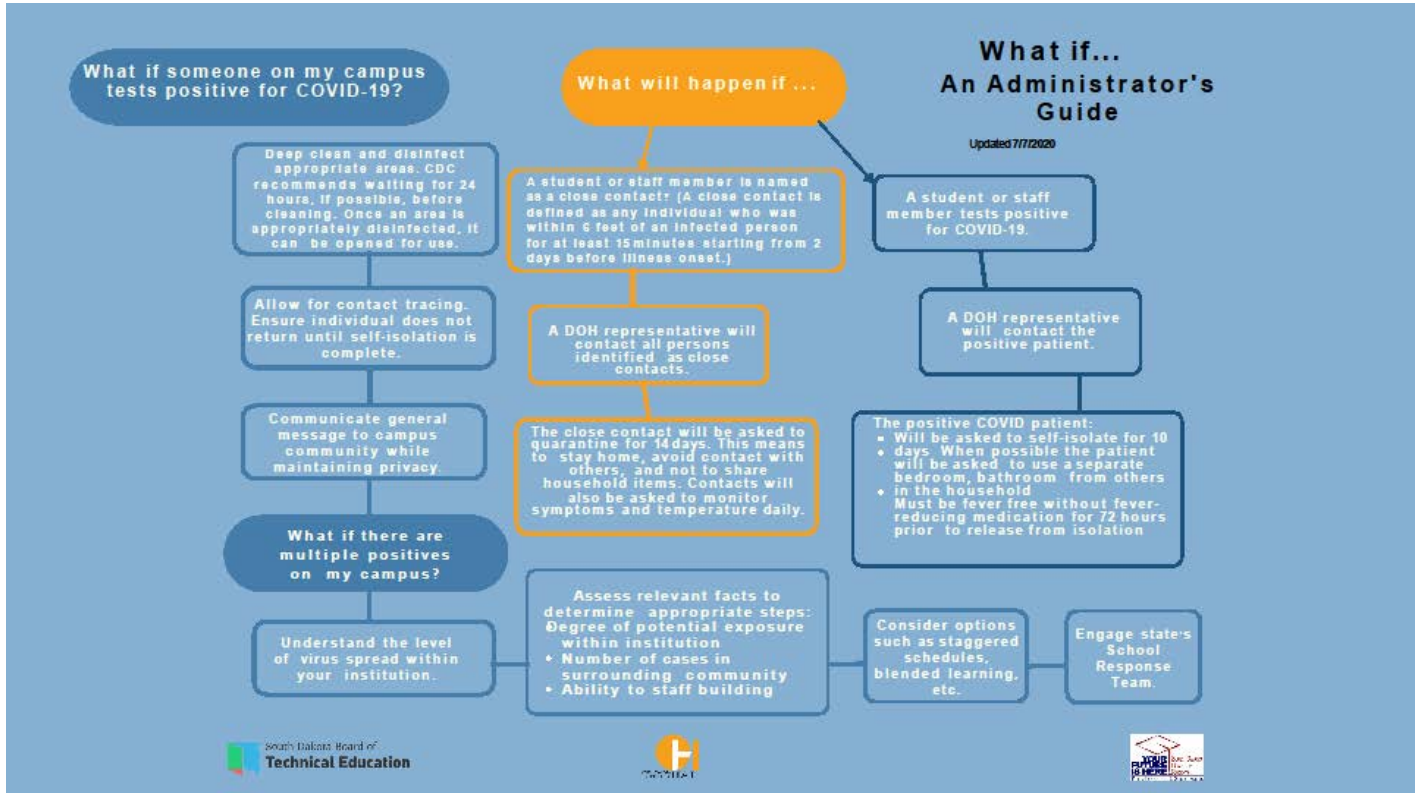 What if...
An Administrator's
Guide
Updated 7/7/2020
What if someone on my campus
tests positive for COVID-19?
Deep clean and disinfect
appropriate areas. CDC
recommends waiting for 24
hours, if possible, before
cleaning. Once an area is
appropriately disinfected, it
can be opened for use.
Allow for contact tracing.
Ensure individual does not
return until self-isolation is
complete.
Communicate general
message to campus
community while
maintaining privacy.
What if there are
multiple positives
on my campus?
Understand the level
of virus spread within
your institution.
Assess relevant facts to
determine appropriate steps:
Degree of potential exposure
within institution
• Number of cases in
surrounding community
• Ability to staff building
Consider options
such as staggered
schedules,
blended learning,
etc.
Engage state's
School
Response
Team.
What will happen if ...
A student or staff member is named
as a close contact? (A close contact is
defined as any individual who was
within 6 feet of an infected person
for at least 15 minutes starting from 2
days before illness onset.)
A DOH representative will
contact all persons
identified as close
contacts.
The close contact will be asked to
quarantine for 14 days. This means
to stay home, avoid contact with
others, and not to share
household items. Contacts will
also be asked to monitor
symptoms and temperature daily.
A student or staff
member tests positive
for COVID-19.
A DOH representative
will contact the
positive patient.
The positive COVID patient:
▪ Will be asked to self-isolate for 10
◆ days When possible the patient
will be asked to use a separate
bedroom, bathroom from others
◆ in the household
Must be fever free without fever-
reducing medication for 72 hours
prior to release from isolation
South Dakota Board of
Technical Education
YOUR
FUTURE
IS HERE